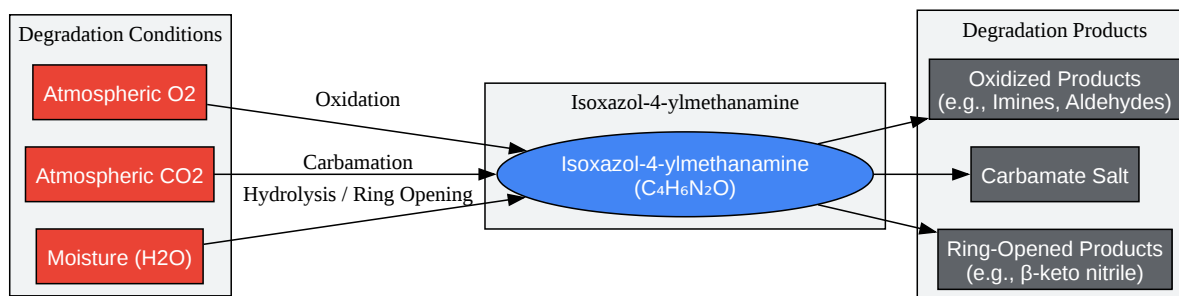 Degradation Conditions
Atmospheric O2
Atmospheric CO2
Moisture (H2O)
Oxidation
Carbamation
Hydrolysis / Ring Opening
Isoxazol-4-ylmethanamine
Isoxazol-4-ylmethanamine
(C₄H₆N₂O)
Degradation Products
Oxidized Products
(e.g., Imines, Aldehydes)
Carbamate Salt
Ring-Opened Products
(e.g., β-keto nitrile)